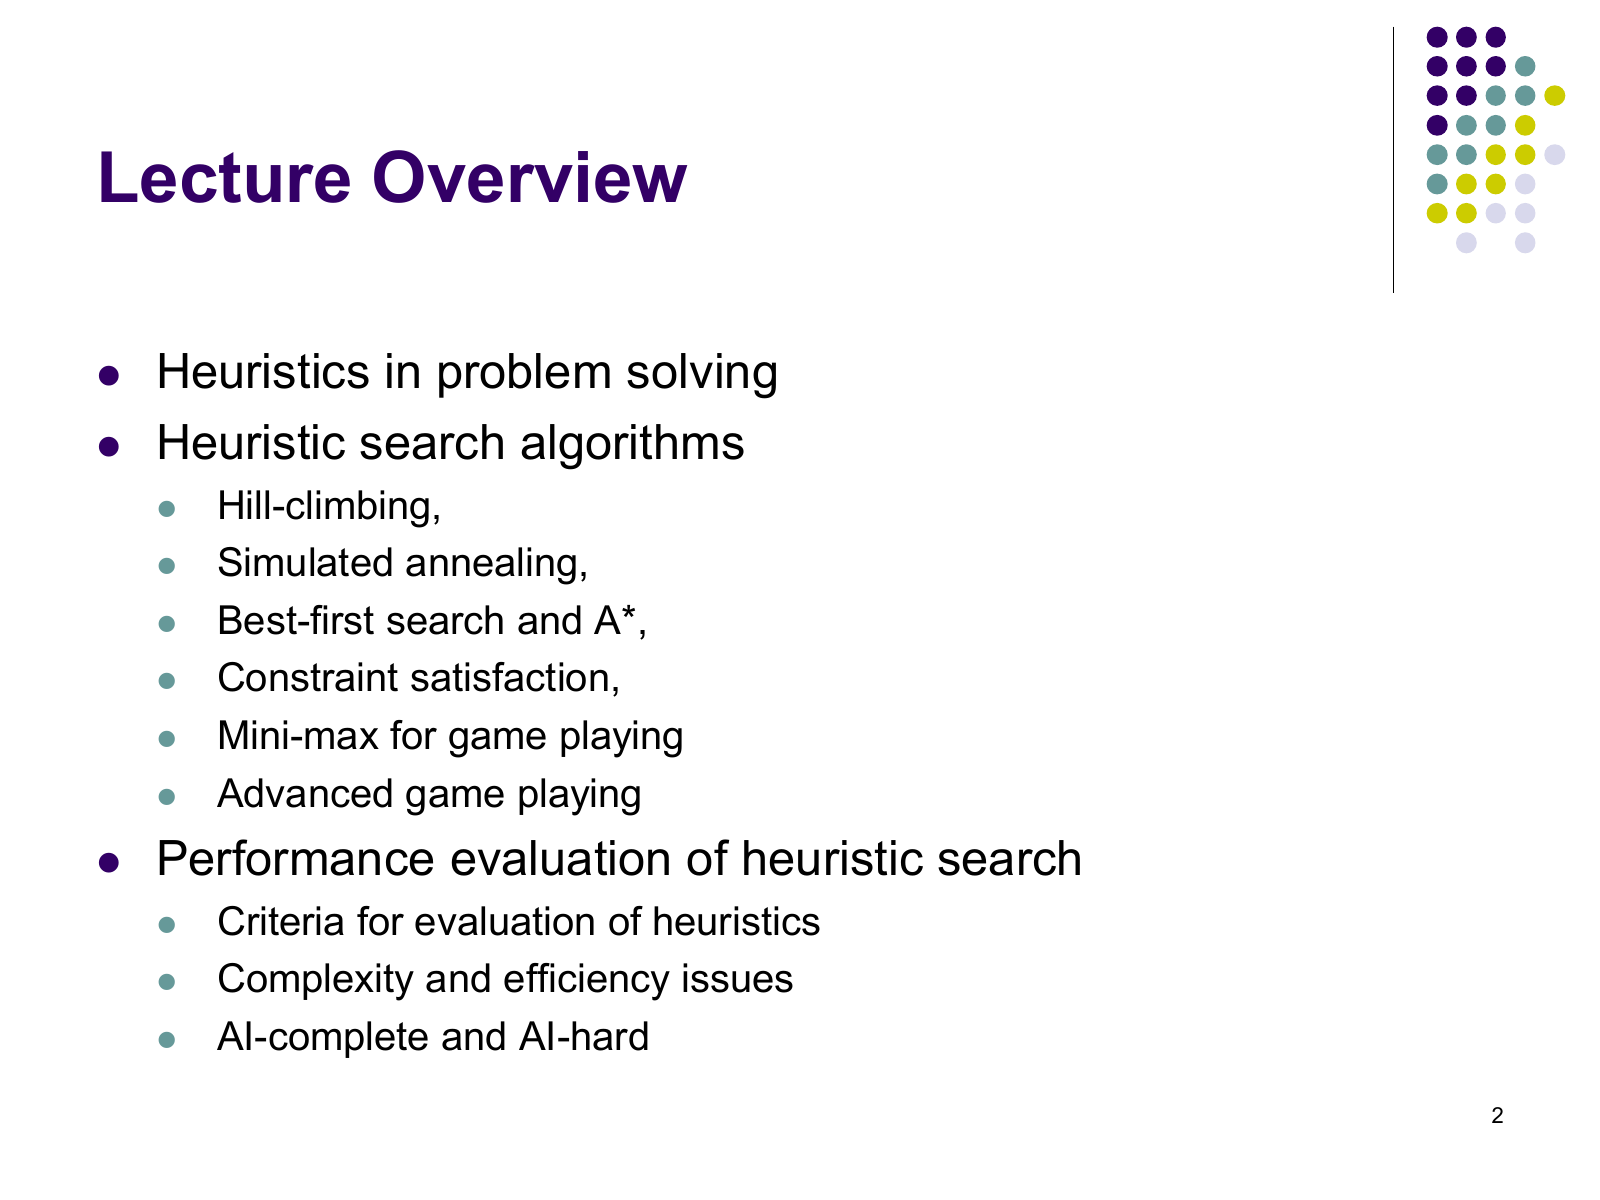 Lecture Overview
Heuristics in problem solving
Heuristic search algorithms
Hill-climbing,
Simulated annealing,
Best-first search and A*,
Constraint satisfaction,
Mini-max for game playing
Advanced game playing
Performance evaluation of heuristic search
Criteria for evaluation of heuristics
Complexity and efficiency issues
AI-complete and AI-hard
2